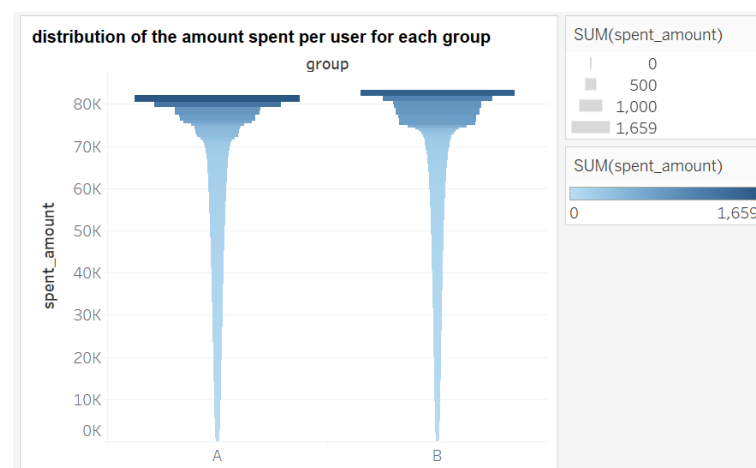 distribution of the amount spent per user for each group
group
80K
70K
60K
50K
40K
30K
20K
10K
0K
spent_amount
A B
SUM(spent_amount)
0
500
1,000
1,659
SUM(spent_amount)
0 1,659